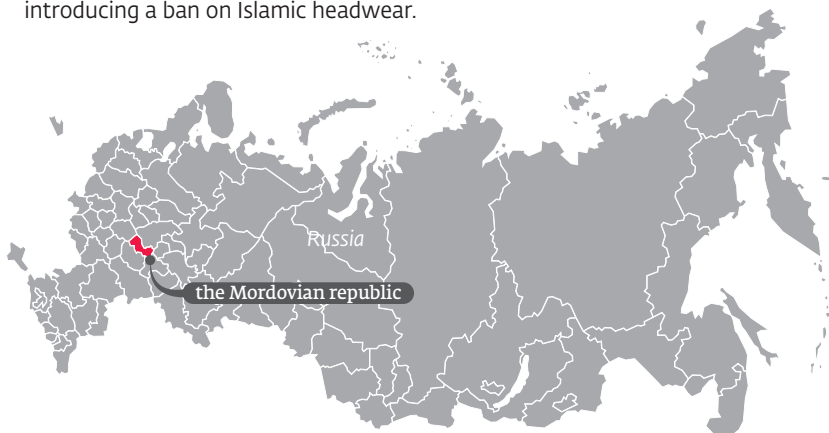 introducing a ban on Islamic headwear.
Russia
the Mordovian republic